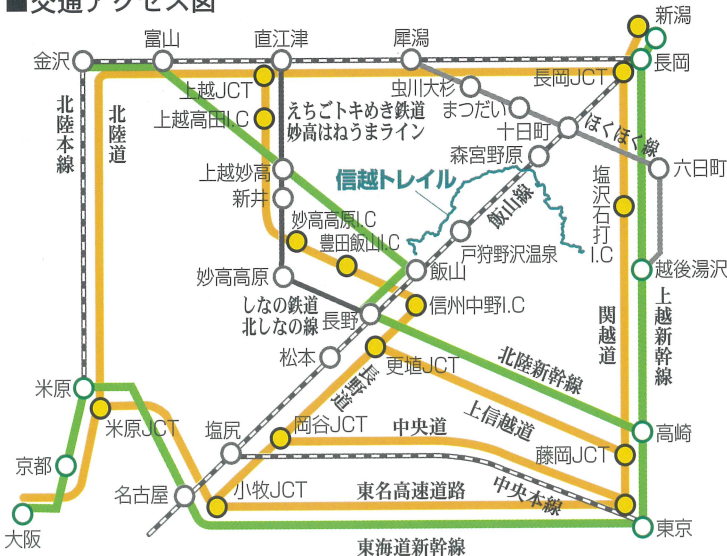 ■交通アクセス図
新潟
富山
直江津
犀潟
金沢
長岡
上越JCT
長岡JCT
虫川大杉
まつだい
北陸本線
北陸道
上越高田I.C
えちごトキめき鉄道
妙高はねうまライン
十日町
ほくほく線
森宮野原
六日町
上越妙高
信越トレイル
塩沢石打I.C
新井
飯山線
妙高高原I.C
豊田飯山I.C
戸狩野沢温泉
妙高高原
飯山
越後湯沢
しなの鉄道
北しなの線
信州中野I.C
長野
関越道
上越新幹線
松本
更埴JCT
北陸新幹線
長野道
米原
米原JCT
上信越道
岡谷JCT
中央道
塩尻
高崎
藤岡JCT
京都
名古屋
小牧JCT
東名高速道路
中央本線
大阪
東京
東海道新幹線